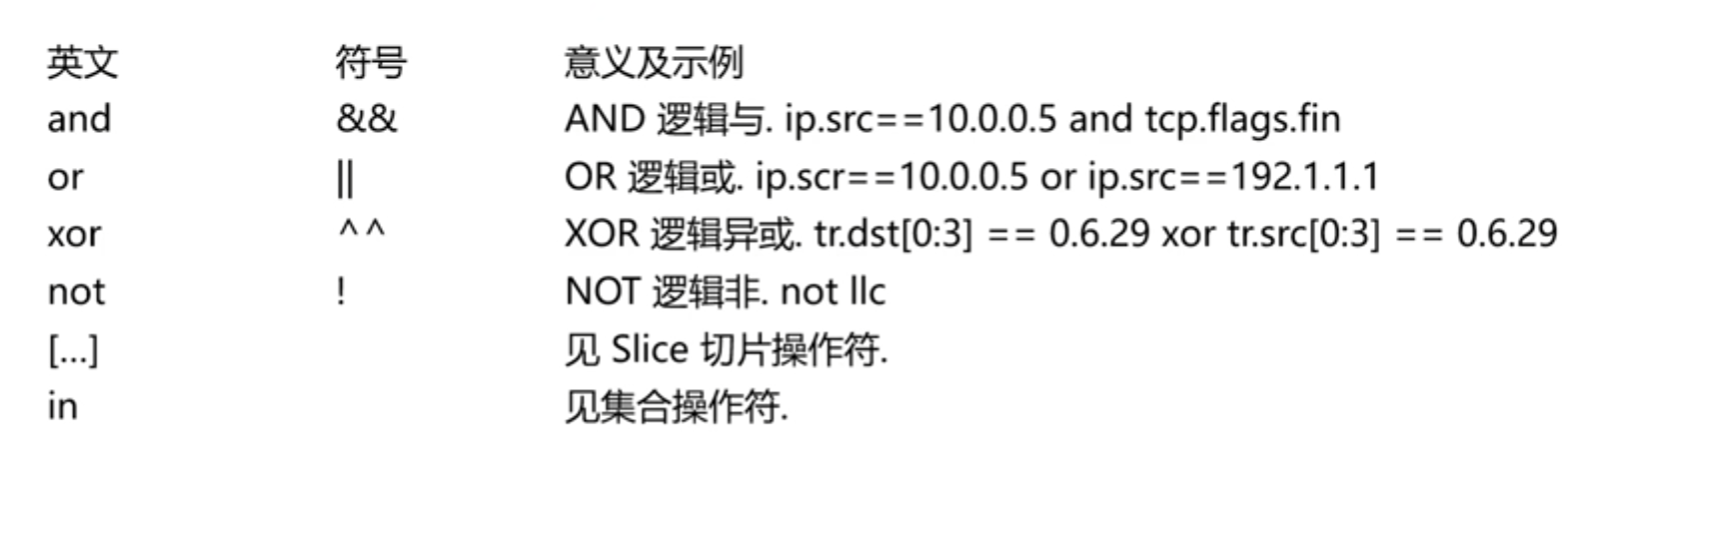 英文 符号 意义及示例
and && AND 逻辑与. ip.src==10.0.0.5 and tcp.flags.fin
or || OR 逻辑或. ip.scr==10.0.0.5 or ip.src==192.1.1.1
xor ^^ XOR 逻辑异或. tr.dst[0:3] == 0.6.29 xor tr.src[0:3] == 0.6.29
not ! NOT 逻辑非. not llc
[...] 见 Slice 切片操作符.
in 见集合操作符.